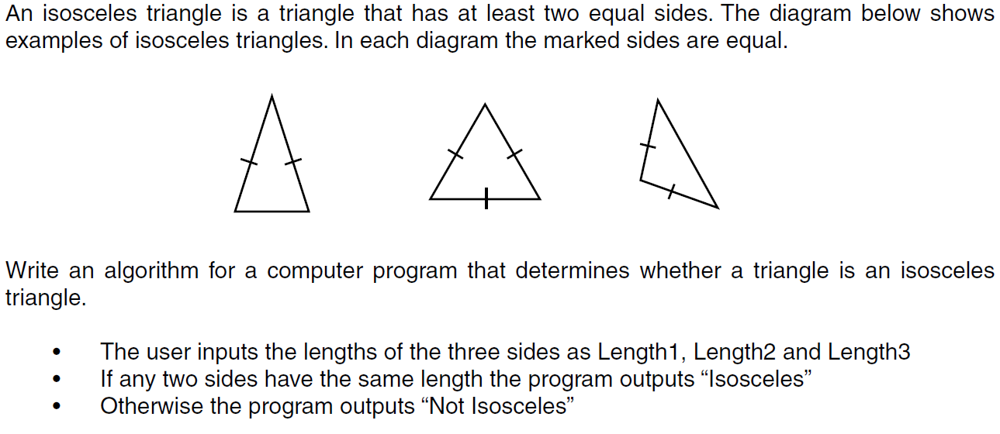 An isosceles triangle is a triangle that has at least two equal sides. The diagram below shows
examples of isosceles triangles. In each diagram the marked sides are equal.
Write an algorithm for a computer program that determines whether a triangle is an isosceles
triangle.
• The user inputs the lengths of the three sides as Length1, Length2 and Length3
• If any two sides have the same length the program outputs “Isosceles”
• Otherwise the program outputs “Not Isosceles”